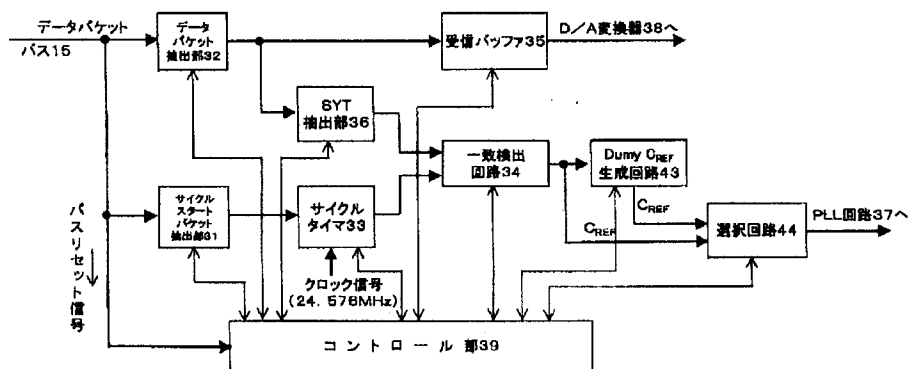 データパケット
バス15
データ
パケット
抽出部32
受信バッファ35
D/A変換器38へ
SYT
抽出部36
一致検出
回路34
Dumy CREF
生成回路43
サイクル
スタート
パケット
抽出部31
サイクル
タイマ33
CREF
CREF
選択回路44
PLL回路37へ
クロック信号
(24. 576MHz)
バスリセット信号
コントロール部39